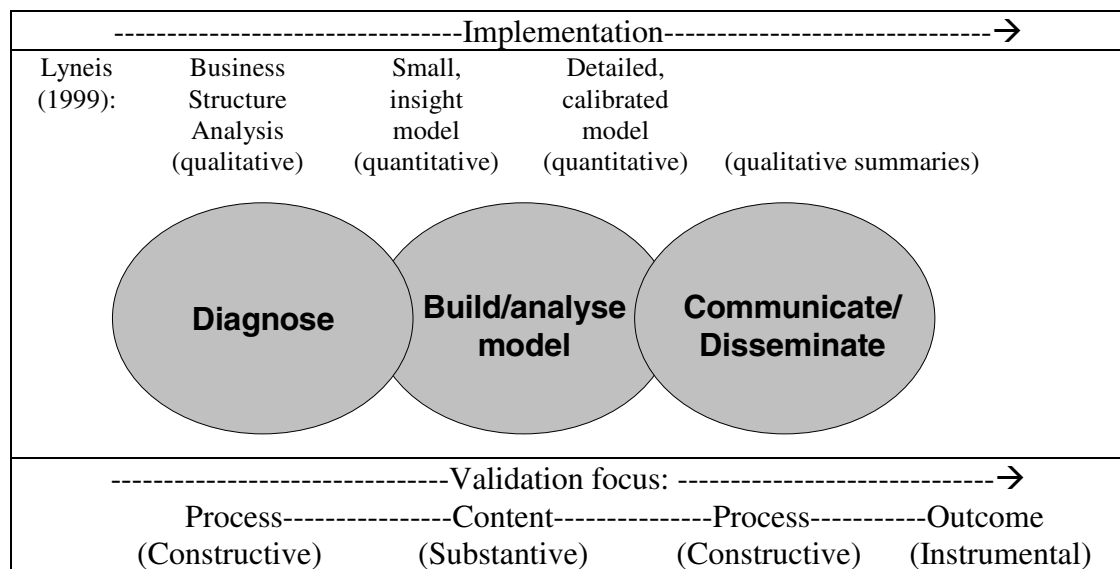 -------------------------------Implementation-----------------------------→
Lyneis Business Small, Detailed,
(1999): Structure insight calibrated
Analysis model model
(qualitative) (quantitative) (quantitative) (qualitative summaries)
Diagnose
Build/analyse
model
Communicate/
Disseminate
------------------------------Validation focus: ----------------------------→
Process--------------Content--------------Process----------Outcome
(Constructive) (Substantive) (Constructive) (Instrumental)